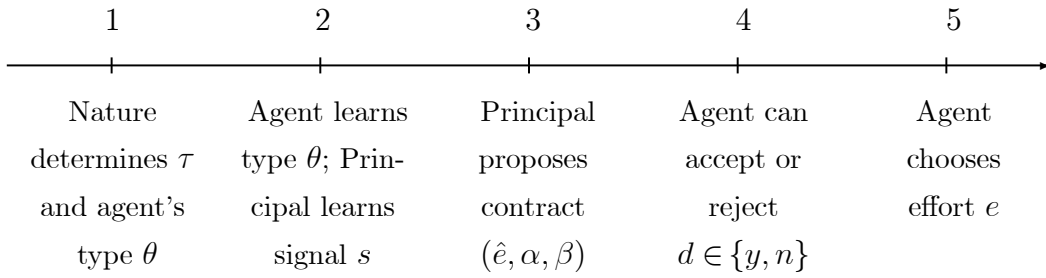 1 2 3 4 5
Nature
determines τ
and agent's
type θ
Agent learns
type θ; Prin-
cipal learns
signal s
Principal
proposes
contract
(ê, α, β)
Agent can
accept or
reject
d ∈ {y, n}
Agent
chooses
effort e